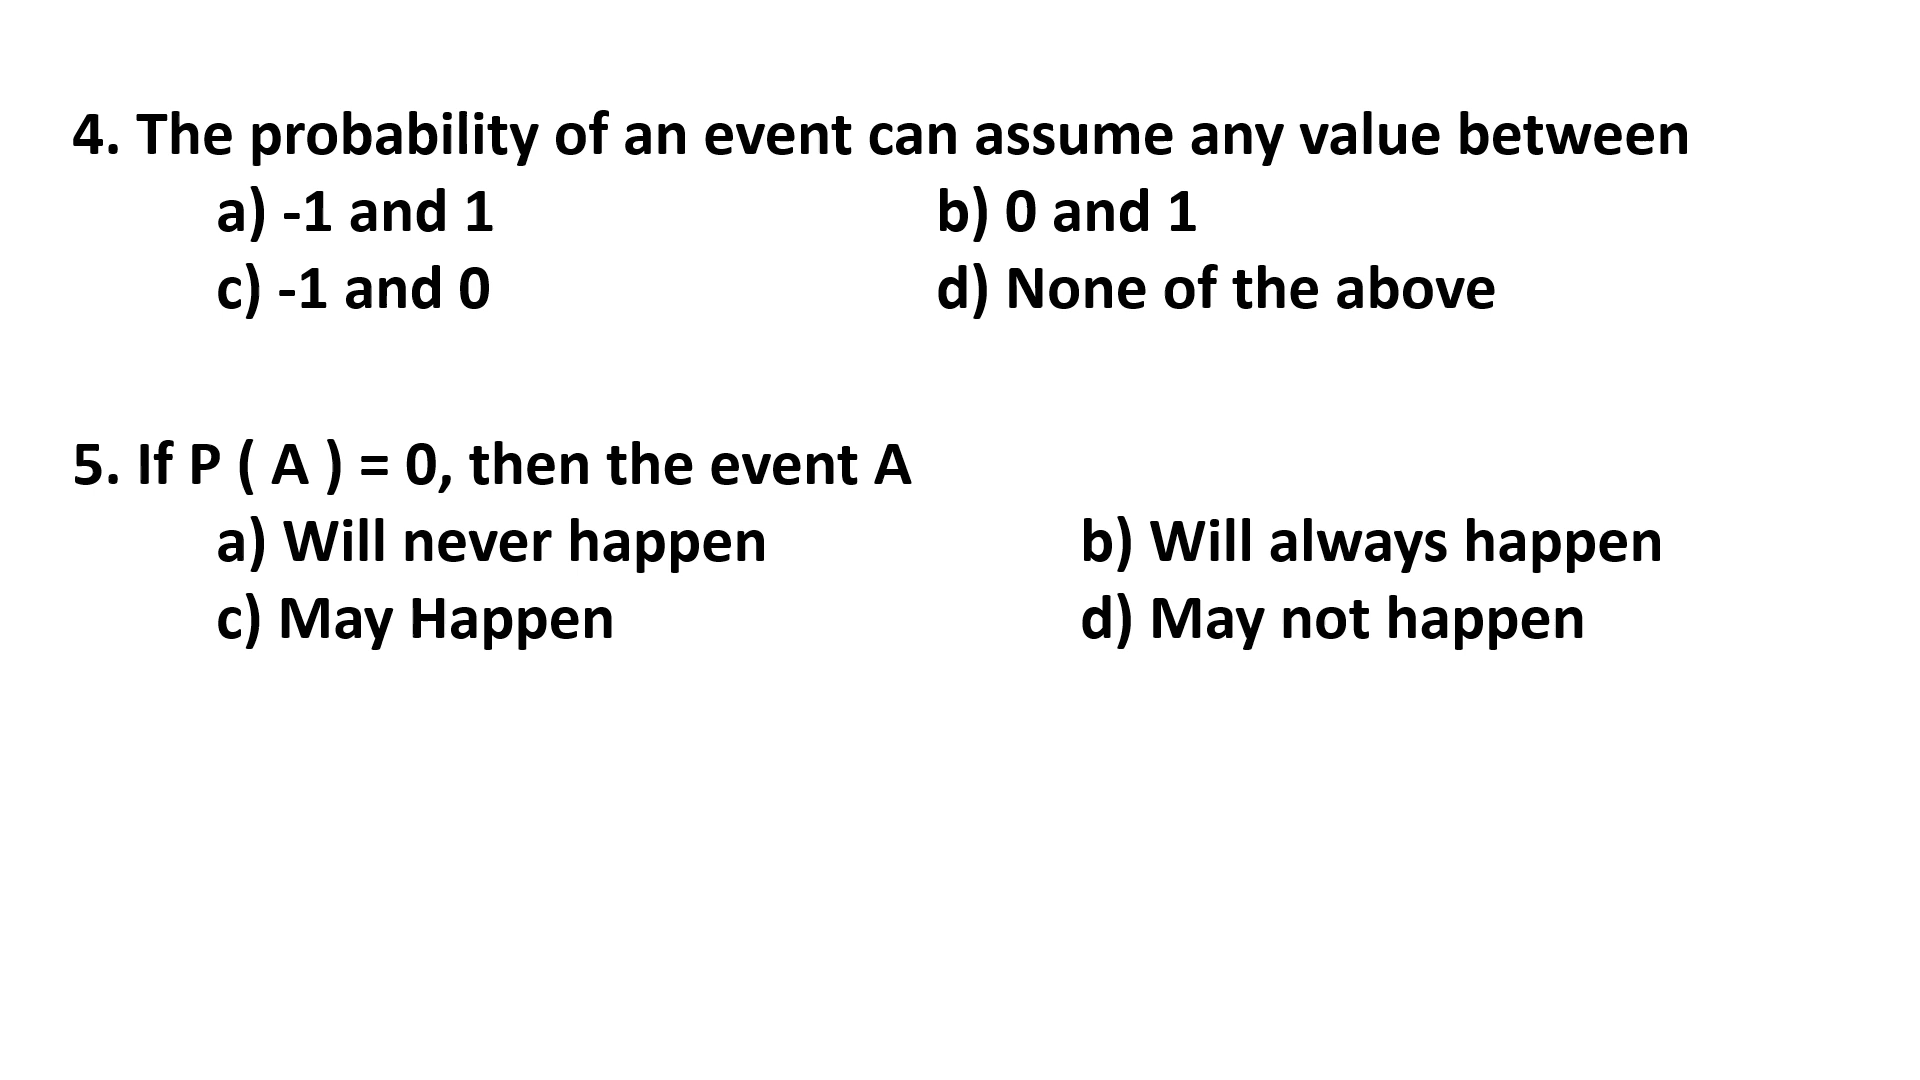 4. The probability of an event can assume any value between
a) -1 and 1 b) 0 and 1
c) -1 and 0 d) None of the above
5. If P ( A ) = 0, then the event A
a) Will never happen b) Will always happen
c) May Happen d) May not happen